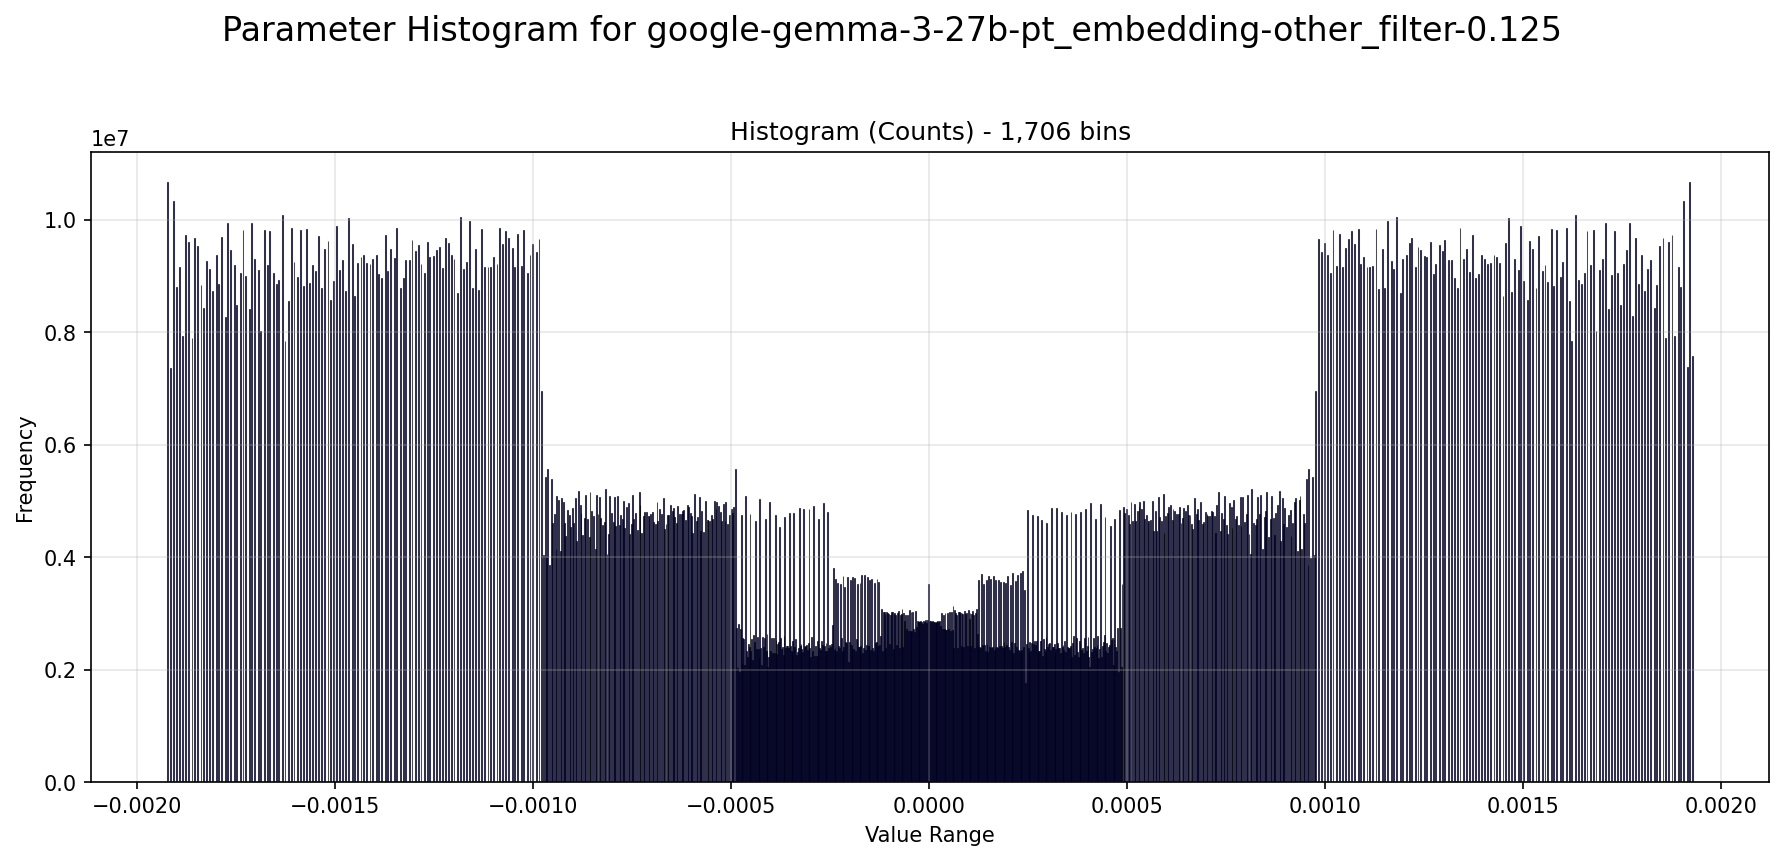 Parameter Histogram for google-gemma-3-27b-pt_embedding-other_filter-0.125
Histogram (Counts) - 1,706 bins
1e7
1.0
0.8
0.6
0.4
0.2
0.0
Frequency
−0.0020 −0.0015 −0.0010 −0.0005 0.0000 0.0005 0.0010 0.0015 0.0020
Value Range